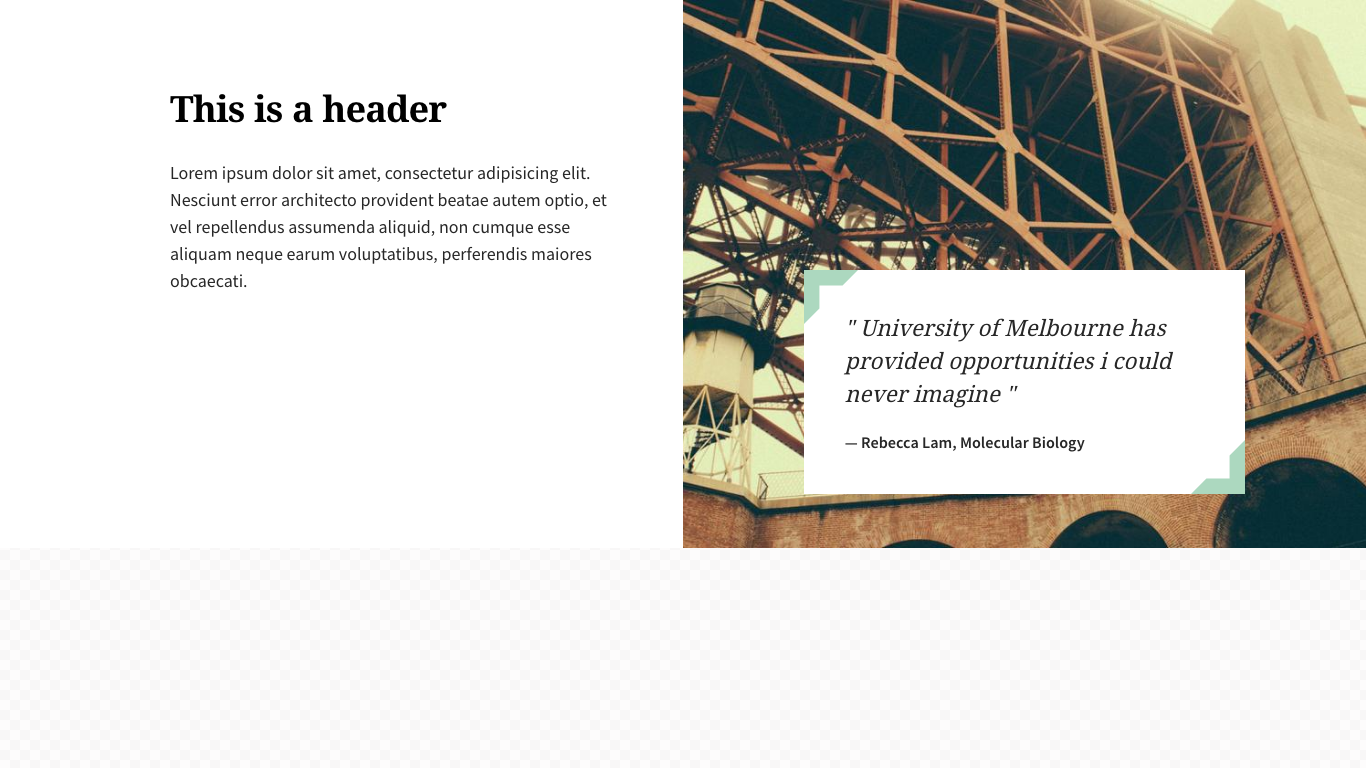 This is a header
Lorem ipsum dolor sit amet, consectetur adipisicing elit.
Nesciunt error architecto provident beatae autem optio, et
vel repellendus assumenda aliquid, non cumque esse
aliquam neque earum voluptatibus, perferendis maiores
obcaecati.
" University of Melbourne has
provided opportunities i could
never imagine "
— Rebecca Lam, Molecular Biology